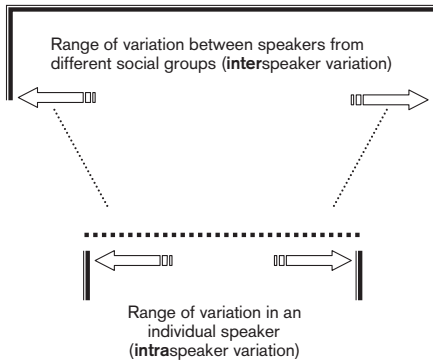 Range of variation between speakers from
different social groups (interspeaker variation)
Range of variation in an
individual speaker
(intraspeaker variation)